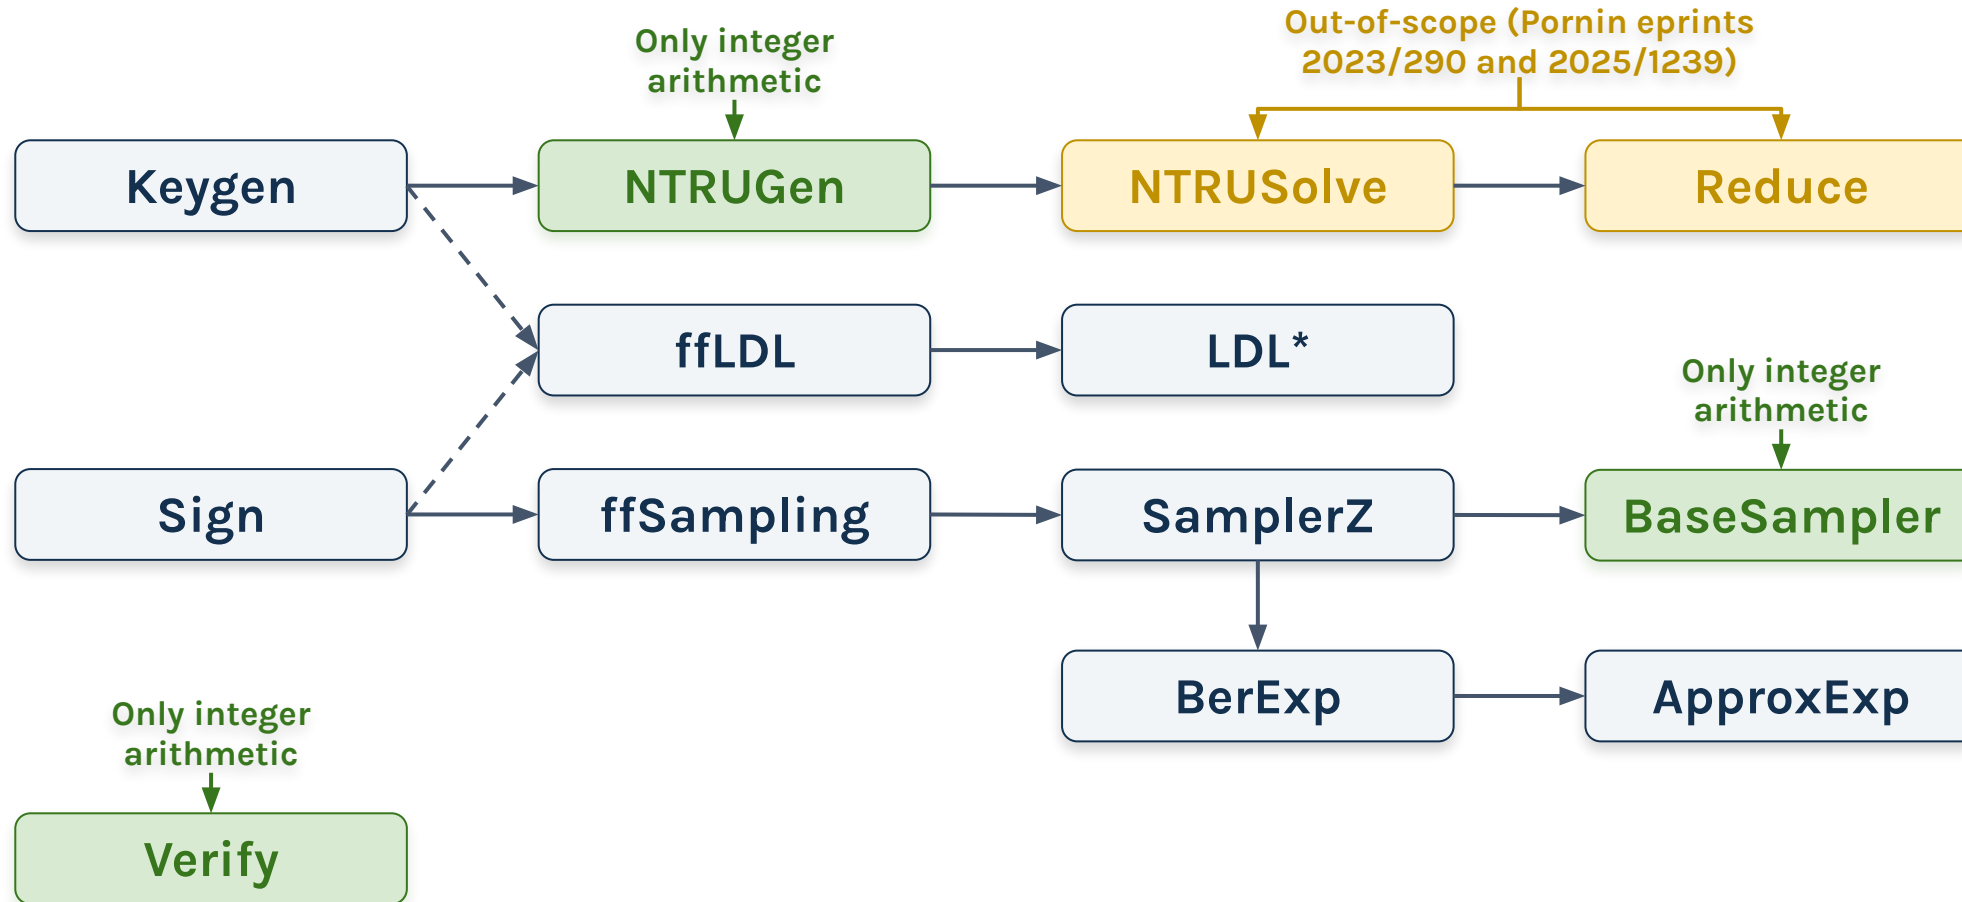 Out-of-scope (Pornin eprints
2023/290 and 2025/1239)
Only integer
arithmetic
Keygen
NTRUGen
NTRUSolve
Reduce
ffLDL
LDL*
Only integer
arithmetic
Sign
ffSampling
SamplerZ
BaseSampler
BerExp
ApproxExp
Only integer
arithmetic
Verify